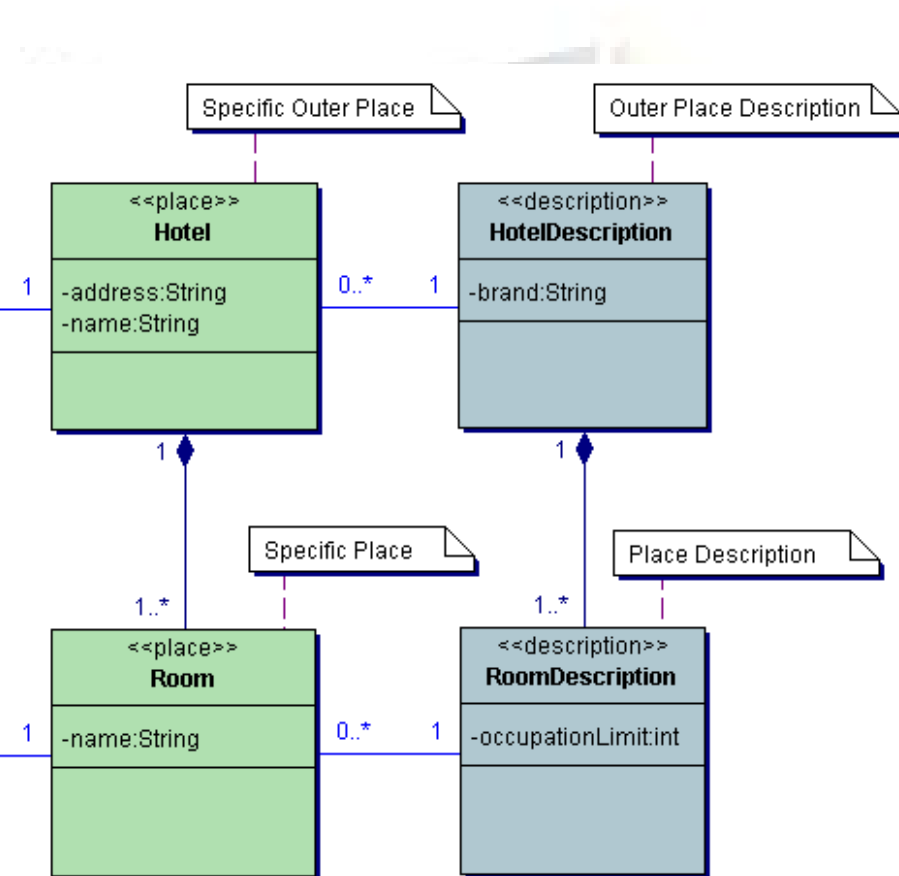 Specific Outer Place
Outer Place Description
<<place>>
Hotel
<<description>>
HotelDescription
1
-address:String
-name:String
0..*
1
-brand:String
1
1
Specific Place
Place Description
1..*
1..*
<<place>>
Room
<<description>>
RoomDescription
1
-name:String
0..*
1
-occupationLimit:int